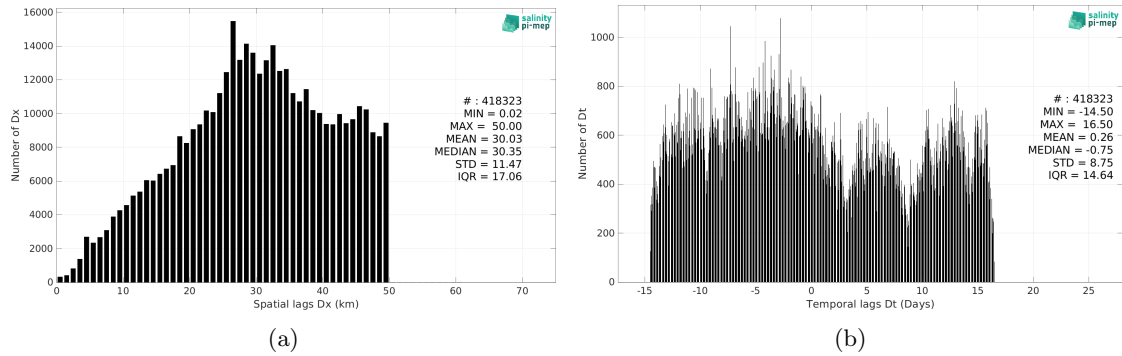 16000
14000
12000
10000
8000
6000
4000
2000
0
Number of Dx
0 10 20 30 40 50 60 70
Spatial lags Dx (km)
salinity
pi-mep
# : 418323
MIN = 0.02
MAX = 50.00
MEAN = 30.03
MEDIAN = 30.35
STD = 11.47
IQR = 17.06
(a)
1000
800
600
400
200
0
Number of Dt
-15 -10 -5 0 5 10 15 20 25
Temporal lags Dt (Days)
salinity
pi-mep
# : 418323
MIN = -14.50
MAX = 16.50
MEAN = 0.26
MEDIAN = -0.75
STD = 8.75
IQR = 14.64
(b)